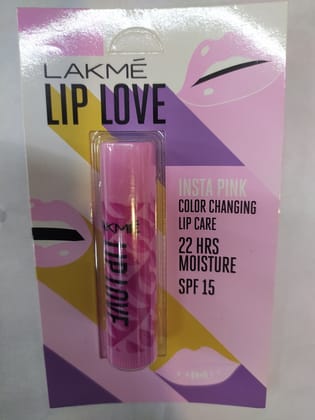 LAKMÉ
LIP LOVE
INSTA PINK
COLOR CHANGING
LIP CARE
22 HRS
MOISTURE
SPF 15
LAKMÉ
LIP LOVE